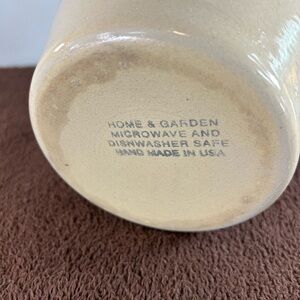 HOME & GARDEN
MICROWAVE AND
DISHWASHER SAFE
HAND MADE IN USA